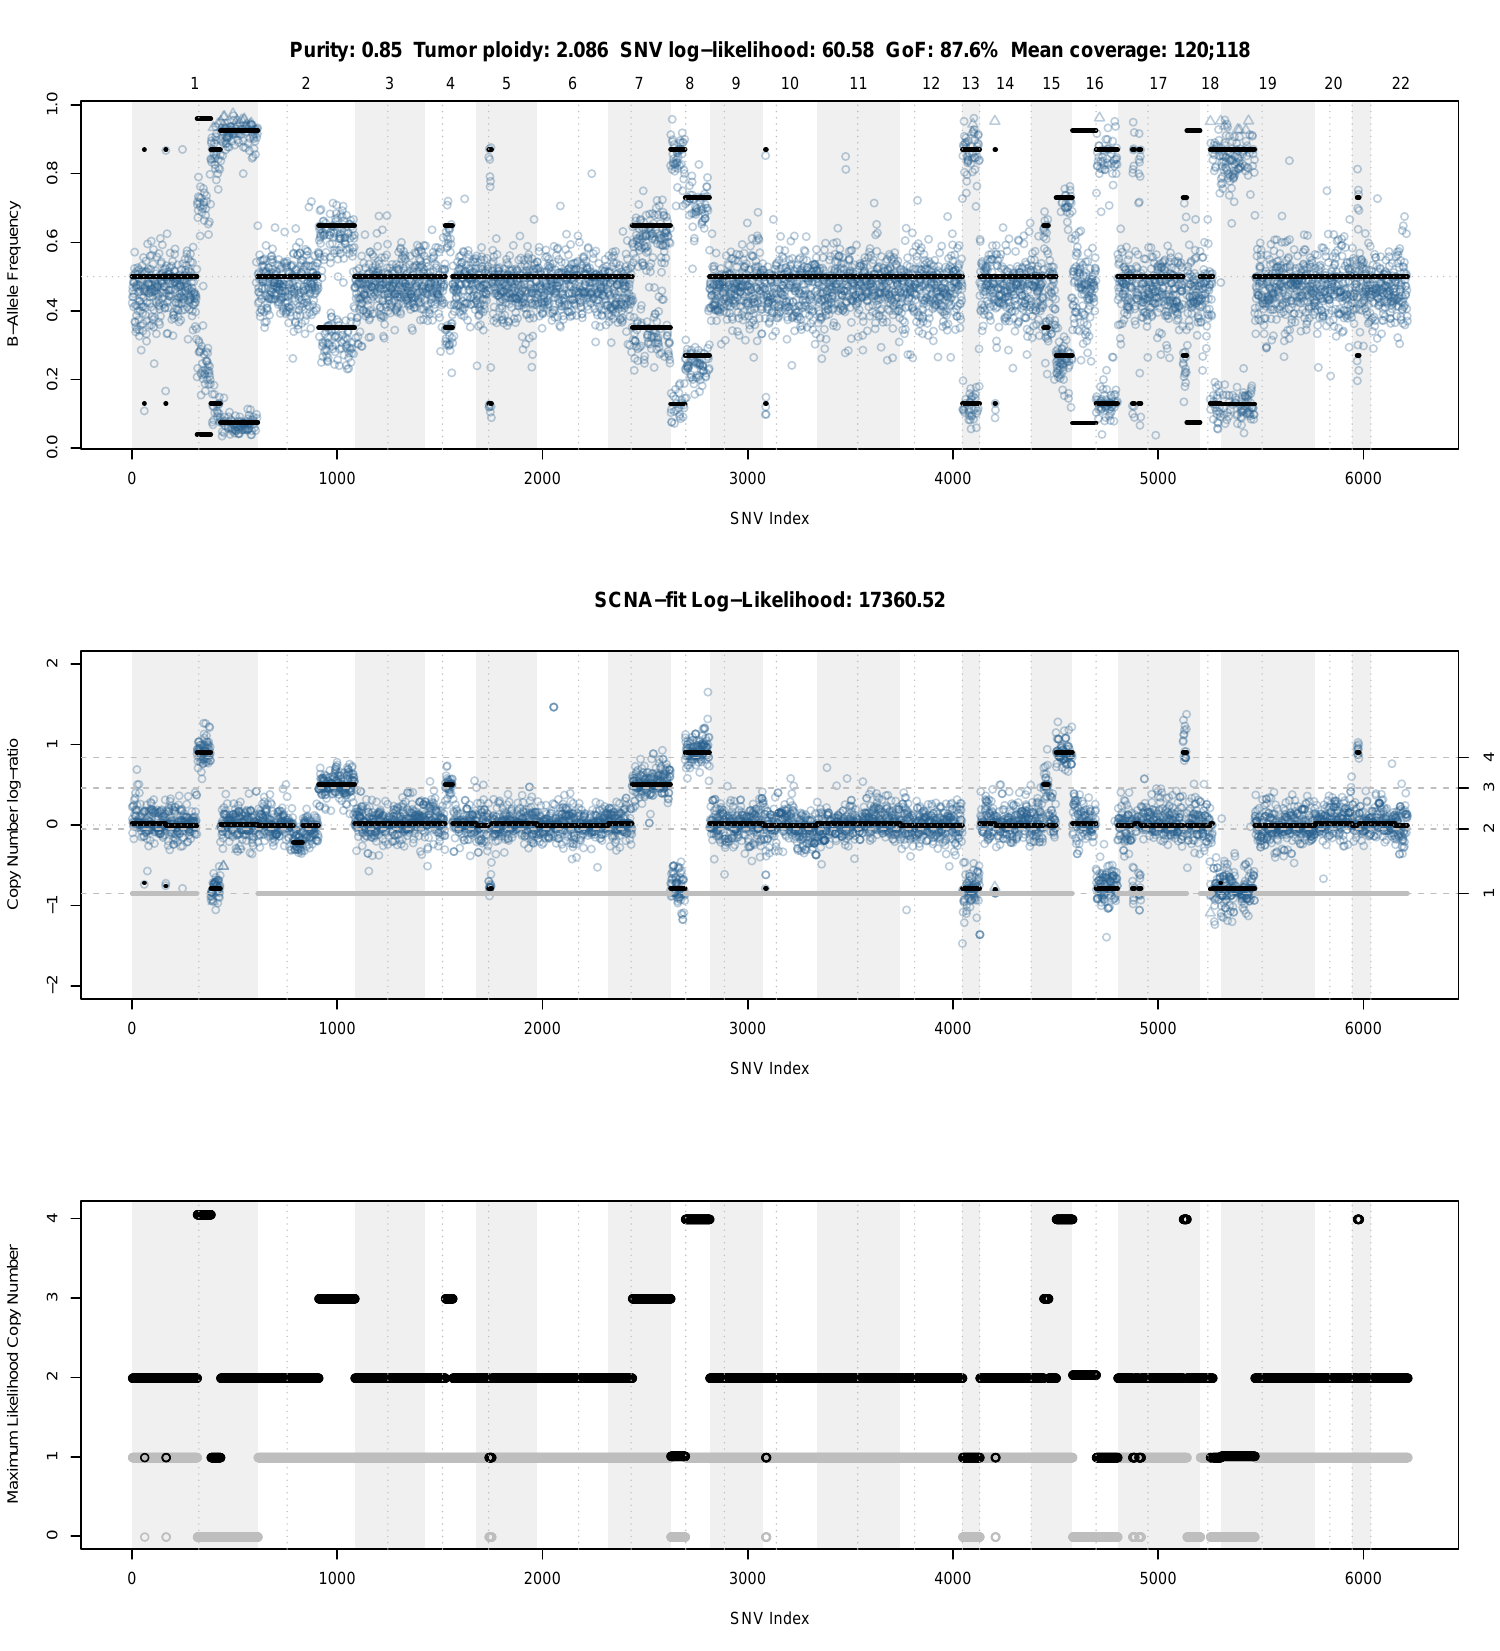 Purity: 0.85 Tumor ploidy: 2.086 SNV log−likelihood: 60.58 GoF: 87.6% Mean coverage: 120;118
1 2 3 4 5 6 7 8 9 10 11 12 13 14 15 16 17 18 19 20 22
B−Allele Frequency
1.0
0.8
0.6
0.4
0.2
0.0
0 1000 2000 3000 4000 5000 6000
SNV Index
SCNA−fit Log−Likelihood: 17360.52
Copy Number log−ratio
2
1
0
−1
−2
4
3
2
1
0 1000 2000 3000 4000 5000 6000
SNV Index
Maximum Likelihood Copy Number
4
3
2
1
0
0 1000 2000 3000 4000 5000 6000
SNV Index